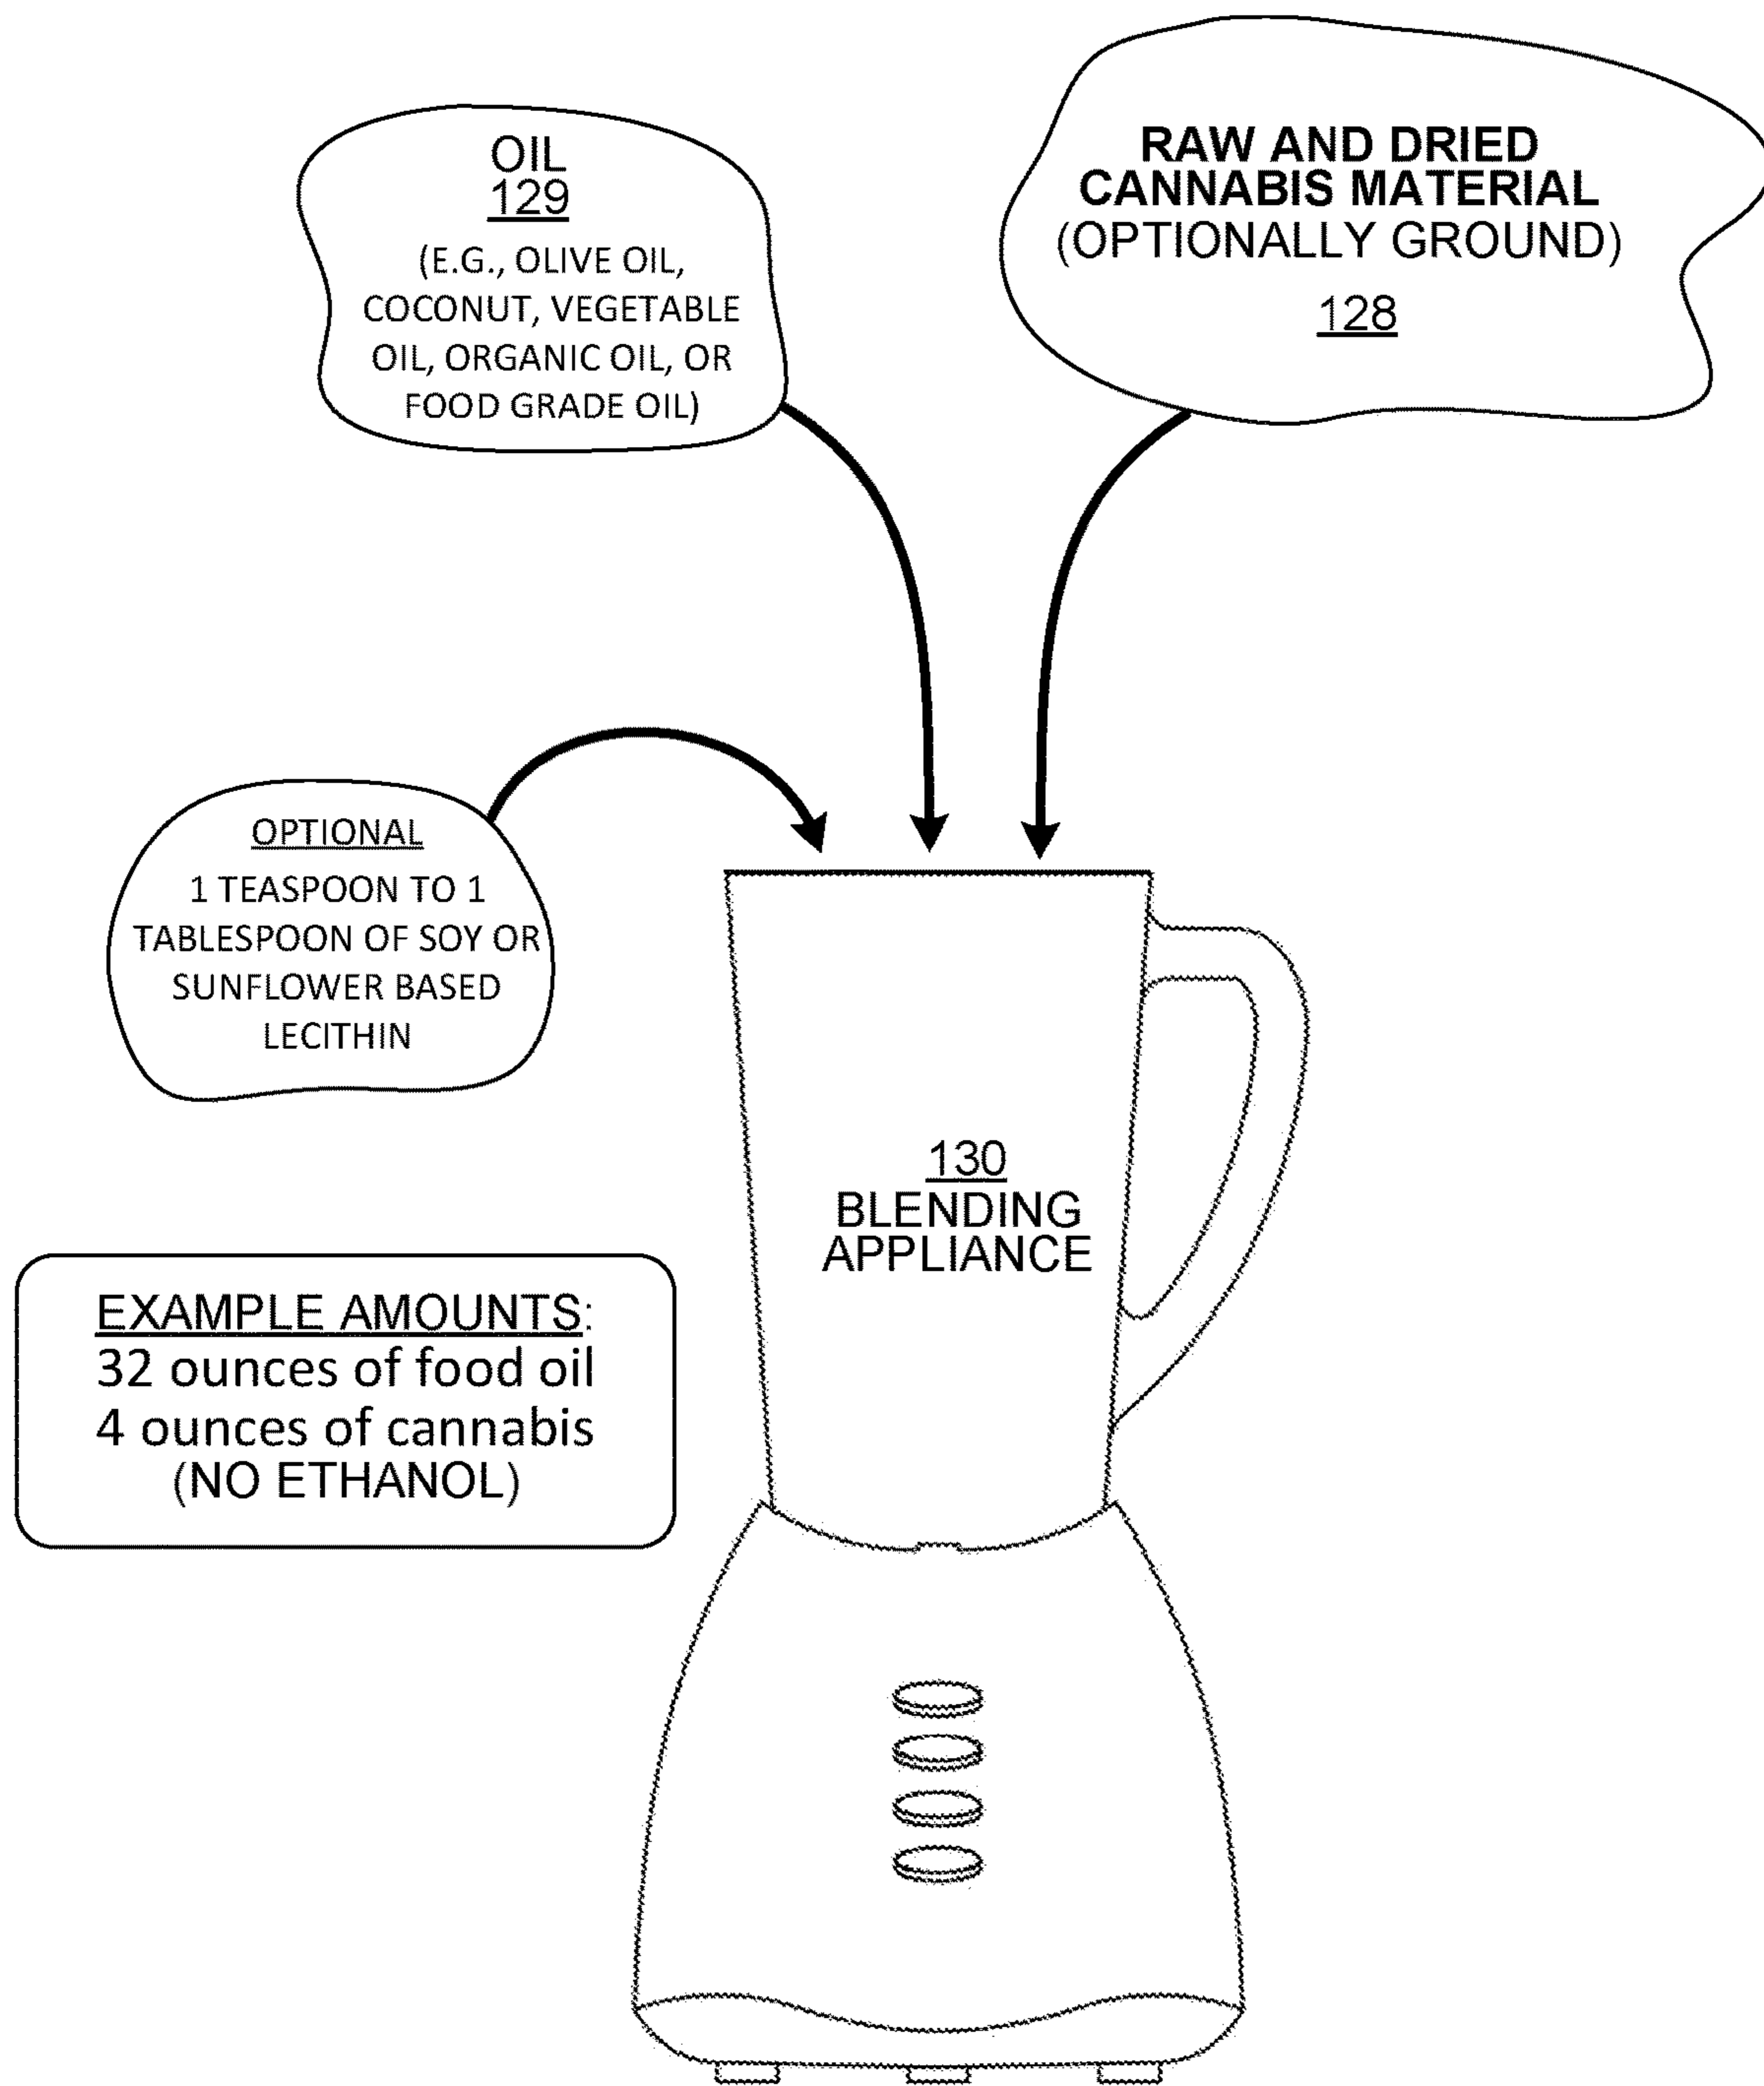 OIL
129
(E.G., OLIVE OIL,
COCONUT, VEGETABLE
OIL, ORGANIC OIL, OR
FOOD GRADE OIL)
RAW AND DRIED
CANNABIS MATERIAL
(OPTIONALLY GROUND)
128
OPTIONAL
1 TEASPOON TO 1
TABLESPOON OF SOY OR
SUNFLOWER BASED
LECITHIN
130
BLENDING
APPLIANCE
EXAMPLE AMOUNTS:
32 ounces of food oil
4 ounces of cannabis
(NO ETHANOL)